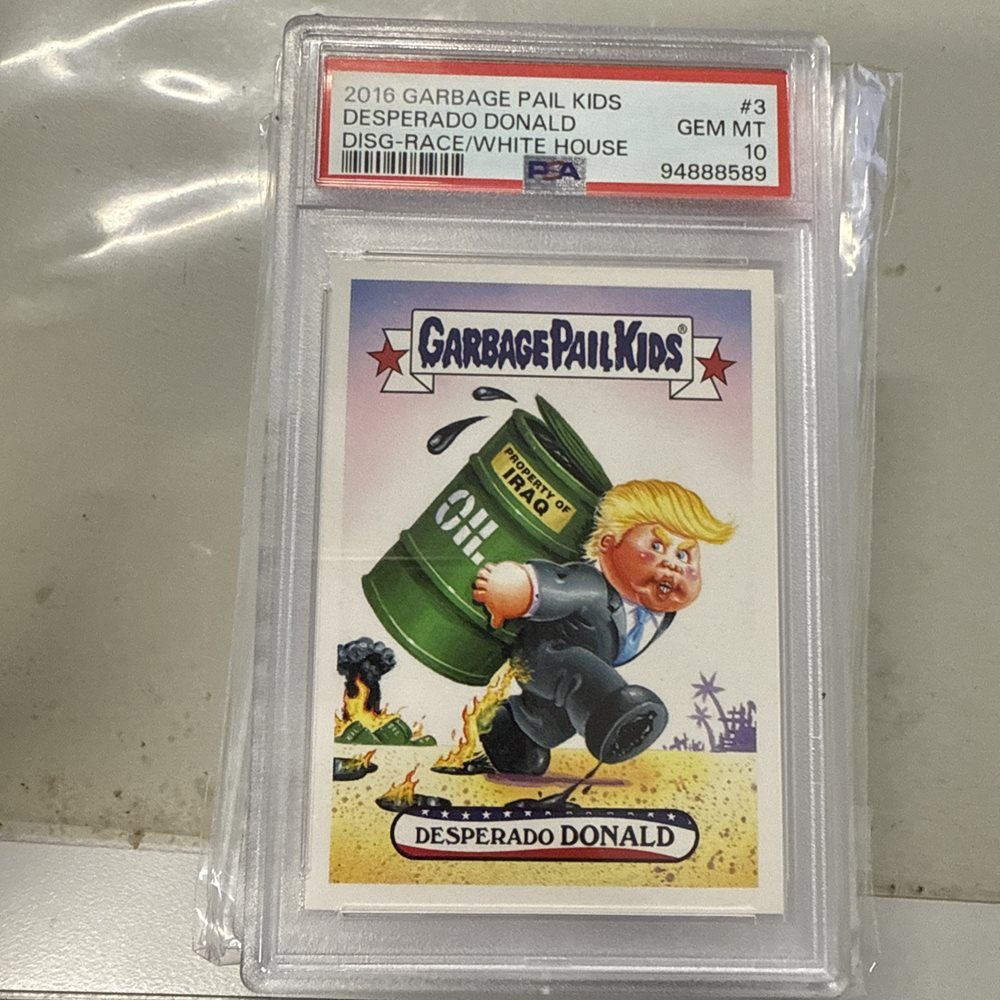 2016 GARBAGE PAIL KIDS #3
DESPERADO DONALD GEM MT
DISG-RACE/WHITE HOUSE 10
PSA 94888589
GARBAGE PAIL KIDS®
PROPERTY OF
IRAQ
OIL
DESPERADO DONALD